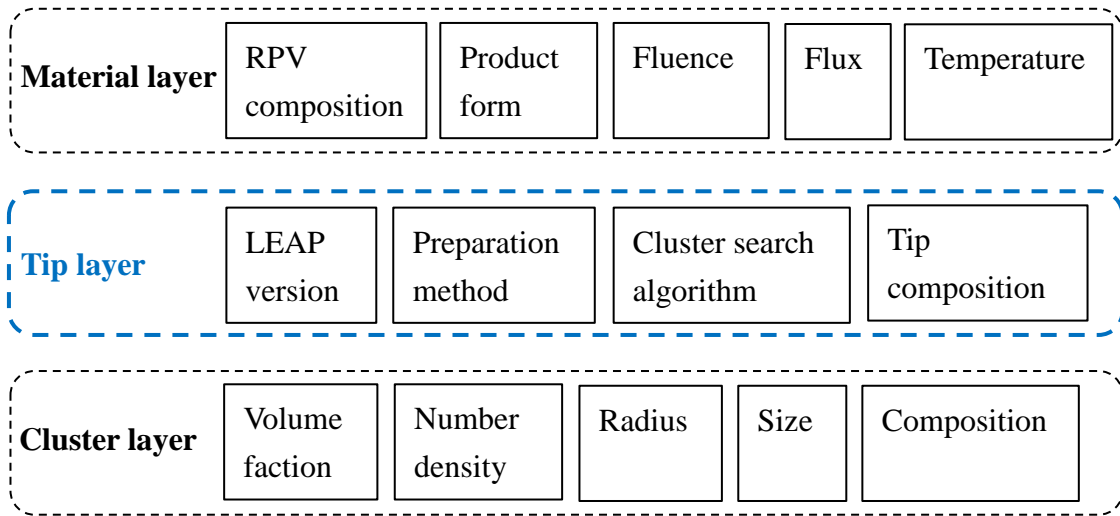 Material layer
RPV
composition
Product
form
Fluence
Flux
Temperature
Tip layer
LEAP
version
Preparation
method
Cluster search
algorithm
Tip
composition
Cluster layer
Volume
faction
Number
density
Radius
Size
Composition